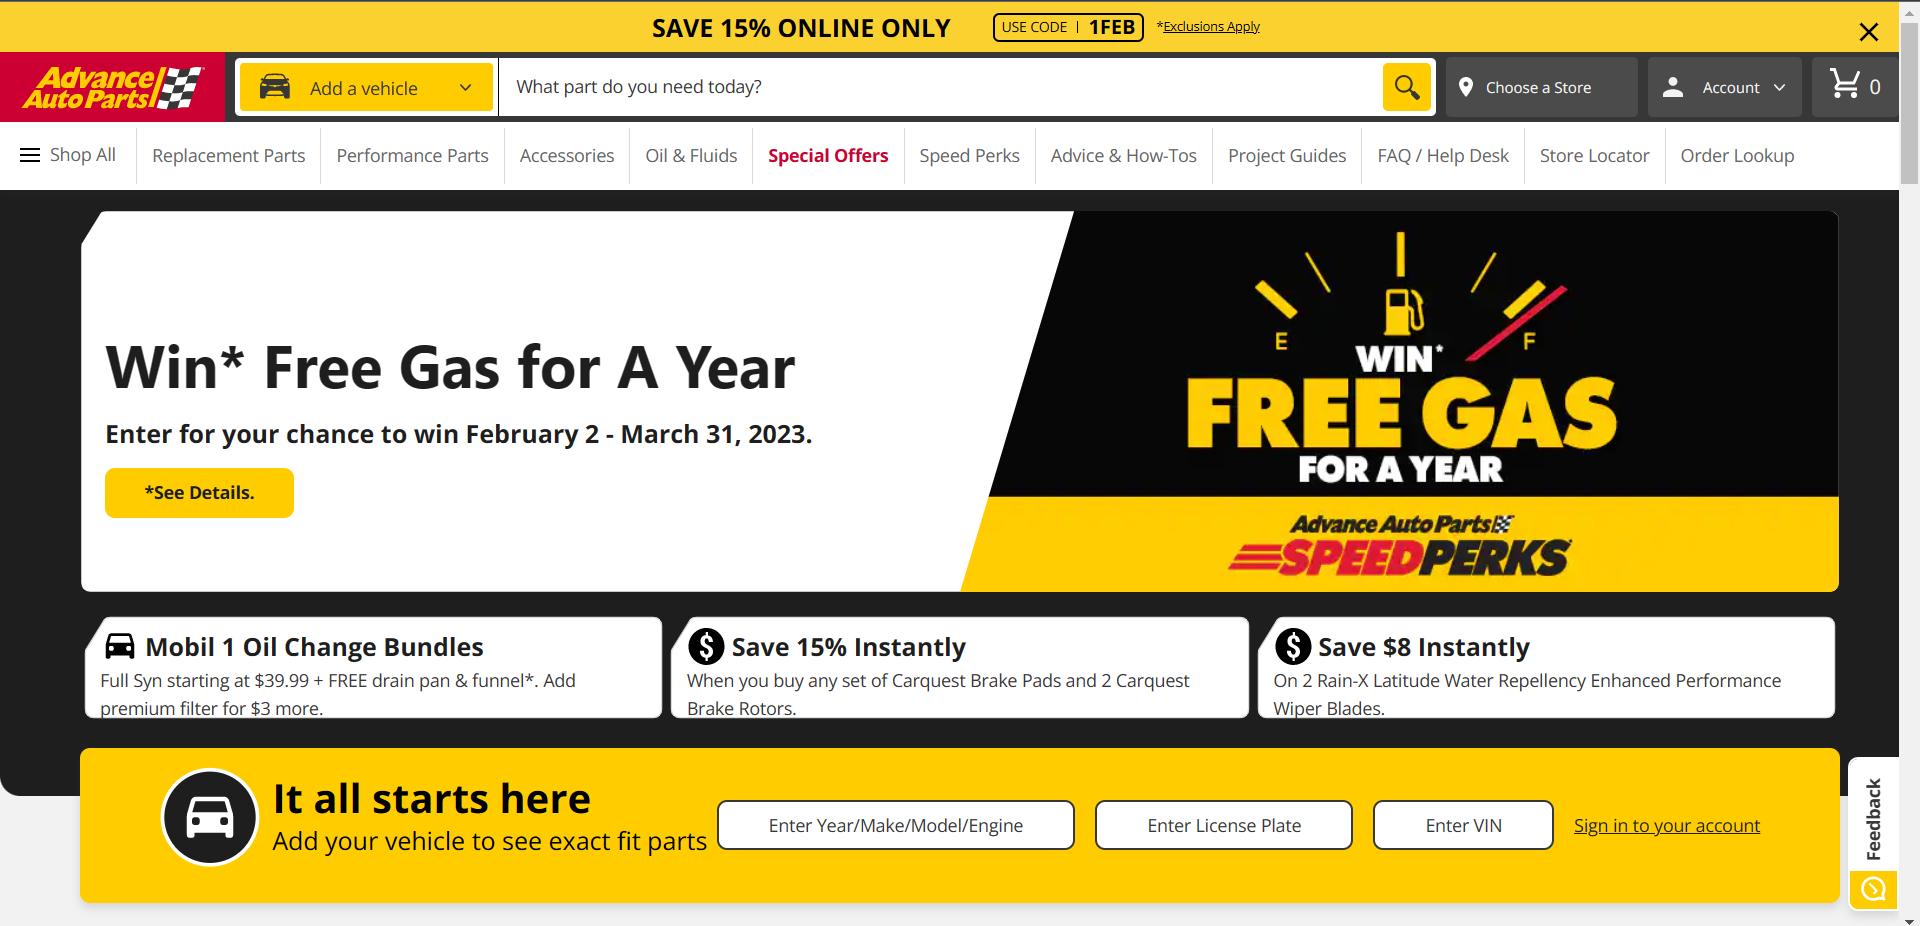 SAVE 15% ONLINE ONLY USE CODE | 1FEB *Exclusions Apply
Advance Auto Parts
Add a vehicle
What part do you need today?
Choose a Store
Account
0
Shop All
Replacement Parts
Performance Parts
Accessories
Oil & Fluids
Special Offers
Speed Perks
Advice & How-Tos
Project Guides
FAQ / Help Desk
Store Locator
Order Lookup
Win* Free Gas for A Year
Enter for your chance to win February 2 - March 31, 2023.
*See Details.
E F
WIN*
FREE GAS
FOR A YEAR
Advance Auto Parts
SPEEDPERKS
Mobil 1 Oil Change Bundles
Full Syn starting at $39.99 + FREE drain pan & funnel*. Add
premium filter for $3 more.
Save 15% Instantly
When you buy any set of Carquest Brake Pads and 2 Carquest
Brake Rotors.
Save $8 Instantly
On 2 Rain-X Latitude Water Repellency Enhanced Performance
Wiper Blades.
It all starts here
Add your vehicle to see exact fit parts
Enter Year/Make/Model/Engine
Enter License Plate
Enter VIN
Sign in to your account
Feedback